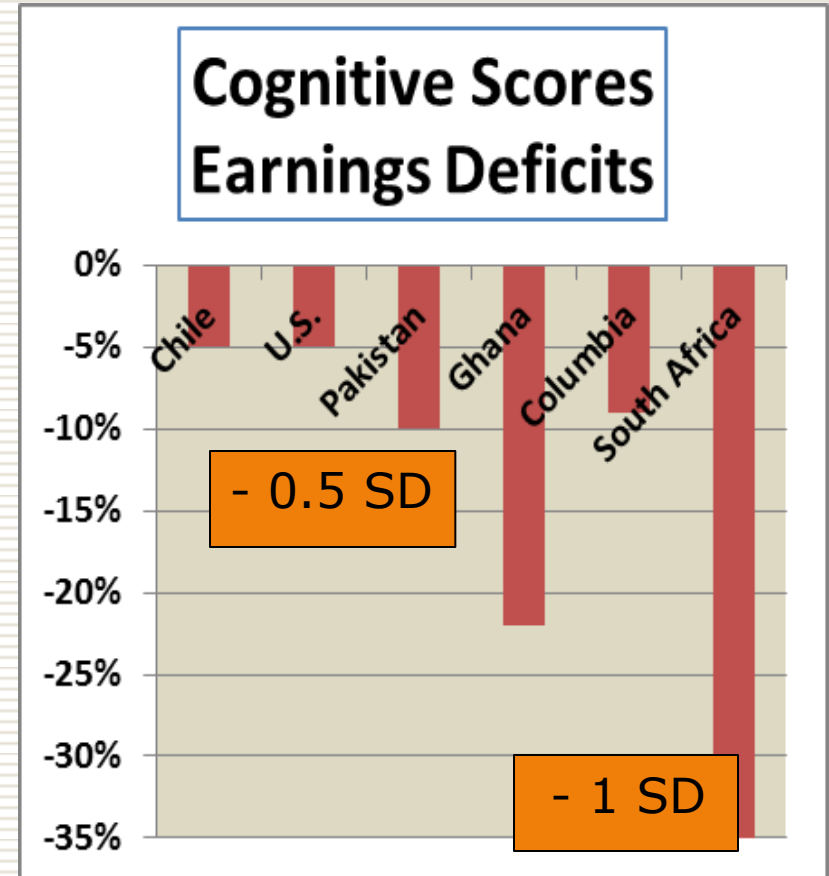 Cognitive Scores
Earnings Deficits
0%
-5%
-10%
-15%
-20%
-25%
-30%
-35%
Chile
U.S.
Pakistan
Ghana
Columbia
South Africa
- 0.5 SD
- 1 SD